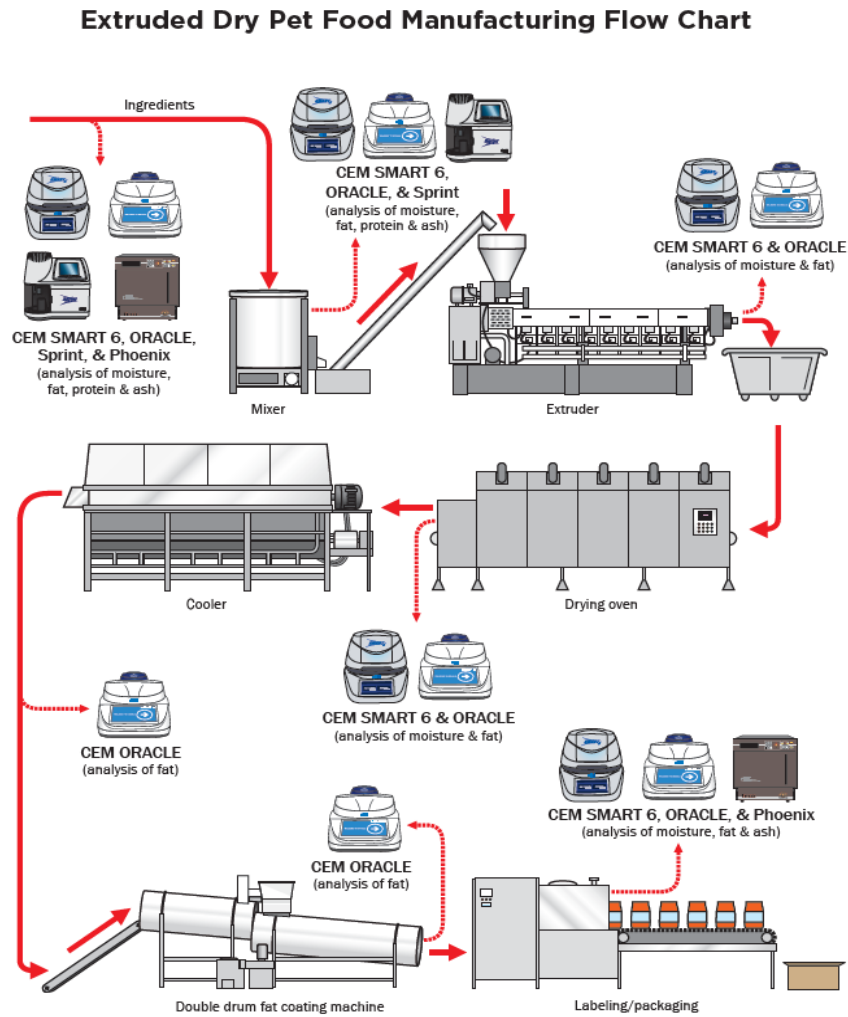 Extruded Dry Pet Food Manufacturing Flow Chart
Ingredients
CEM SMART 6,
ORACLE, & Sprint
(analysis of moisture,
fat, protein & ash)
CEM SMART 6 & ORACLE
(analysis of moisture & fat)
CEM SMART 6, ORACLE,
Sprint, & Phoenix
(analysis of moisture,
fat, protein & ash)
Mixer
Extruder
Cooler
Drying oven
CEM SMART 6 & ORACLE
(analysis of moisture & fat)
CEM ORACLE
(analysis of fat)
CEM SMART 6, ORACLE, & Phoenix
(analysis of moisture, fat & ash)
CEM ORACLE
(analysis of fat)
Double drum fat coating machine
Labeling/packaging